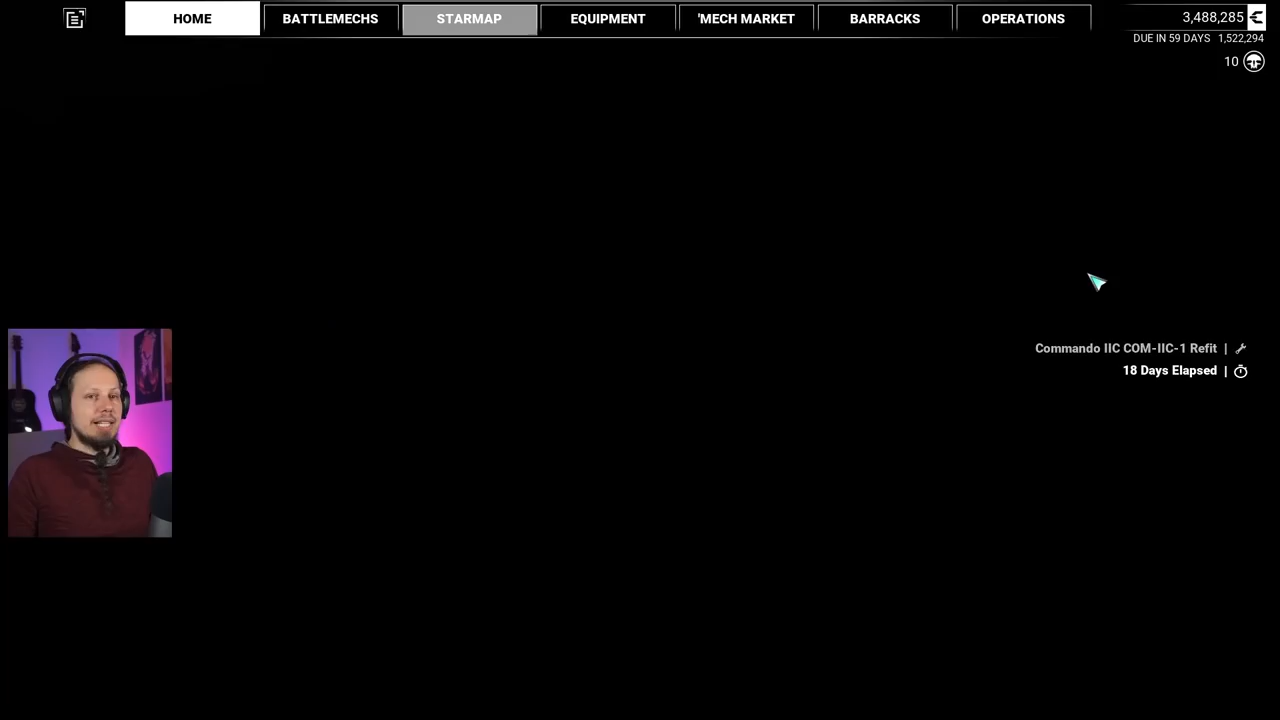 HOME
BATTLEMECHS
STARMAP
EQUIPMENT
'MECH MARKET
BARRACKS
OPERATIONS
3,488,285
DUE IN 59 DAYS 1,522,294
10
Commando IIC COM-IIC-1 Refit |
18 Days Elapsed |